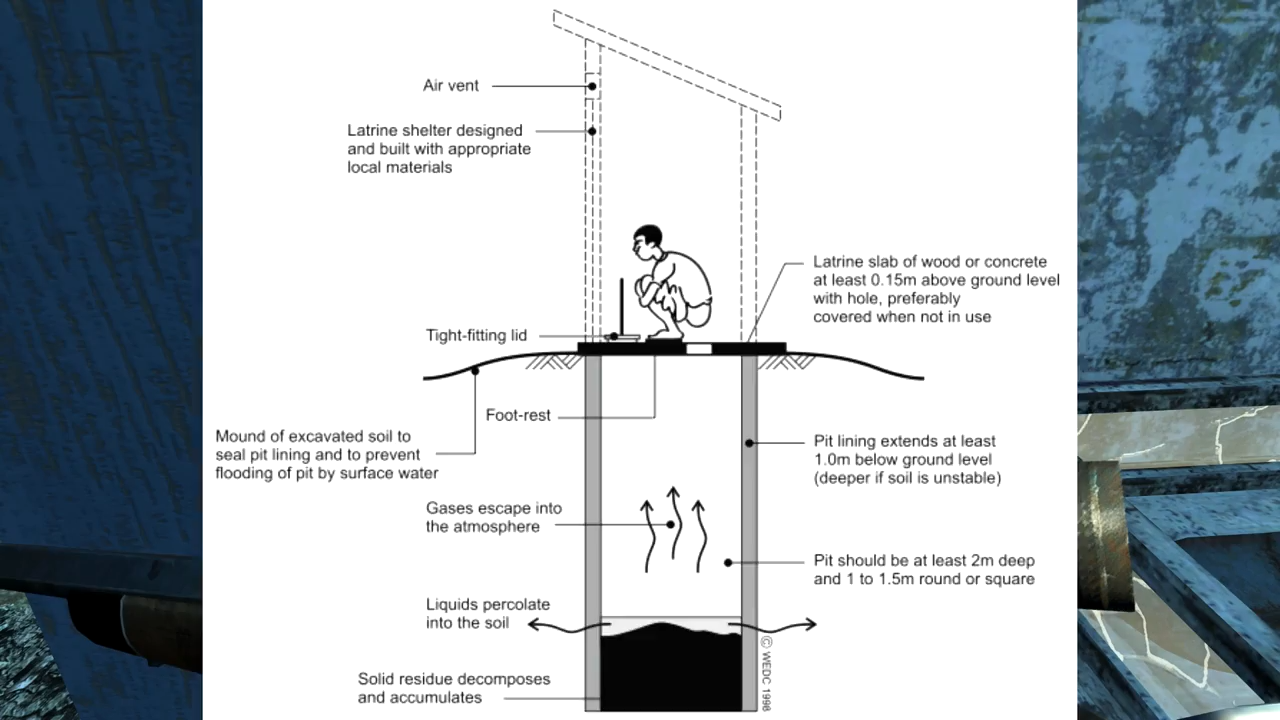 Air vent
Latrine shelter designed
and built with appropriate
local materials
Latrine slab of wood or concrete
at least 0.15m above ground level
with hole, preferably
covered when not in use
Tight-fitting lid
Foot-rest
Mound of excavated soil to
seal pit lining and to prevent
flooding of pit by surface water
Pit lining extends at least
1.0m below ground level
(deeper if soil is unstable)
Gases escape into
the atmosphere
Pit should be at least 2m deep
and 1 to 1.5m round or square
Liquids percolate
into the soil
Solid residue decomposes
and accumulates
© WEDC 1998